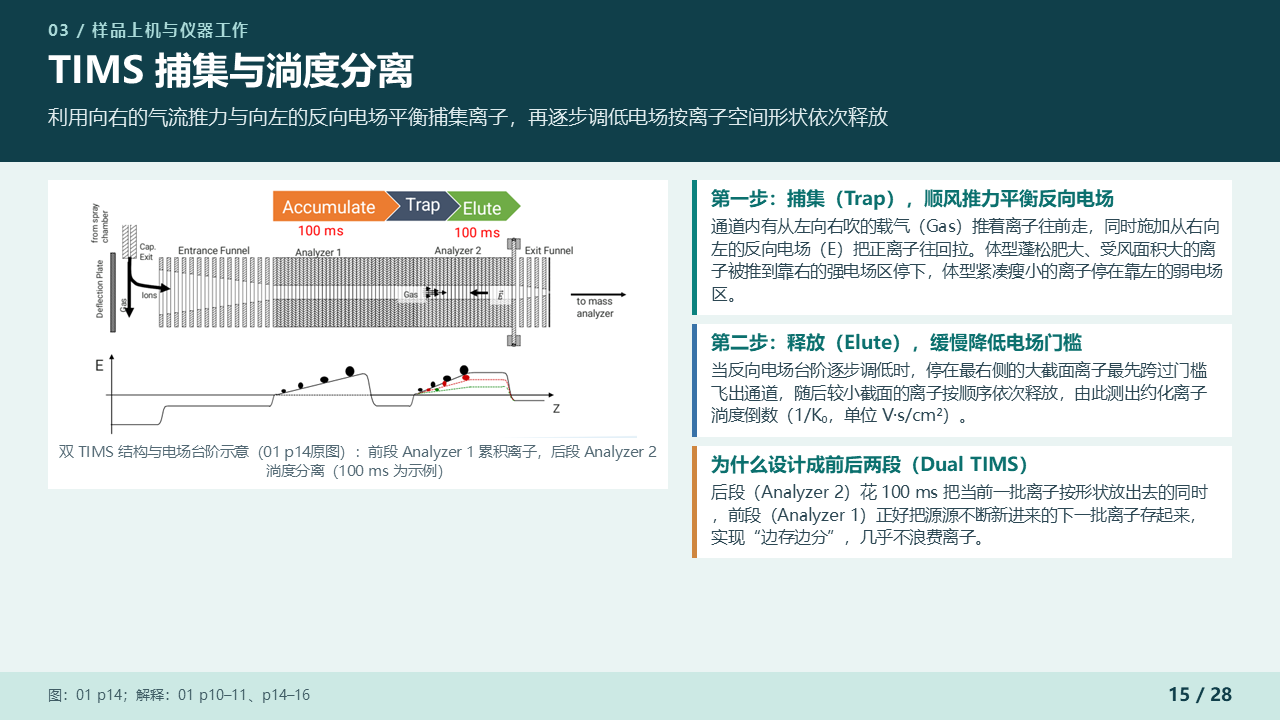 03 / 样品上机与仪器工作
TIMS 捕集与淌度分离
利用向右的气流推力与向左的反向电场平衡捕集离子，再逐步调低电场按离子空间形状依次释放
Accumulate
Trap
Elute
100 ms
100 ms
from spray
chamber
Cap.
Exit
Entrance Funnel
Analyzer 1
Analyzer 2
Exit Funnel
Deflection Plate
Gas
Ions
Gas
E
to mass
analyzer
E
Z
双 TIMS 结构与电场台阶示意（01 p14原图）：前段 Analyzer 1 累积离子，后段 Analyzer 2
淌度分离（100 ms 为示例）
第一步：捕集（Trap），顺风推力平衡反向电场
通道内有从左向右吹的载气（Gas）推着离子往前走，同时施加从右向
左的反向电场（E）把正离子往回拉。体型蓬松肥大、受风面积大的离
子被推到靠右的强电场区停下，体型紧凑瘦小的离子停在靠左的弱电场
区。
第二步：释放（Elute），缓慢降低电场门槛
当反向电场台阶逐步调低时，停在最右侧的大截面离子最先跨过门槛
飞出通道，随后较小截面的离子按顺序依次释放，由此测出约化离子
淌度倒数（1/K₀，单位 V·s/cm²）。
为什么设计成前后两段（Dual TIMS）
后段（Analyzer 2）花 100 ms 把当前一批离子按形状放出去的同时
，前段（Analyzer 1）正好把源源不断新进来的下一批离子存起来，
实现“边存边分”，几乎不浪费离子。
图：01 p14；解释：01 p10–11、p14–16
15 / 28